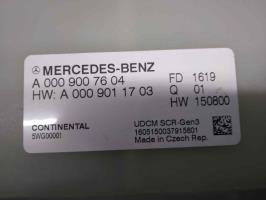 MERCEDES-BENZ
A 000 900 76 04 FD 1619
HW: A 000 901 17 03 Q 01
HW 150800
CONTINENTAL UDCM SCR-Gen3
5WG00001 1605150037915801
Made in Czech Rep.